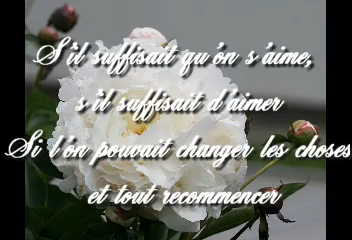 S'il suffisait qu'on s'aime,
s'il suffisait d'aimer
Si l'on pouvait changer les choses
et tout recommencer